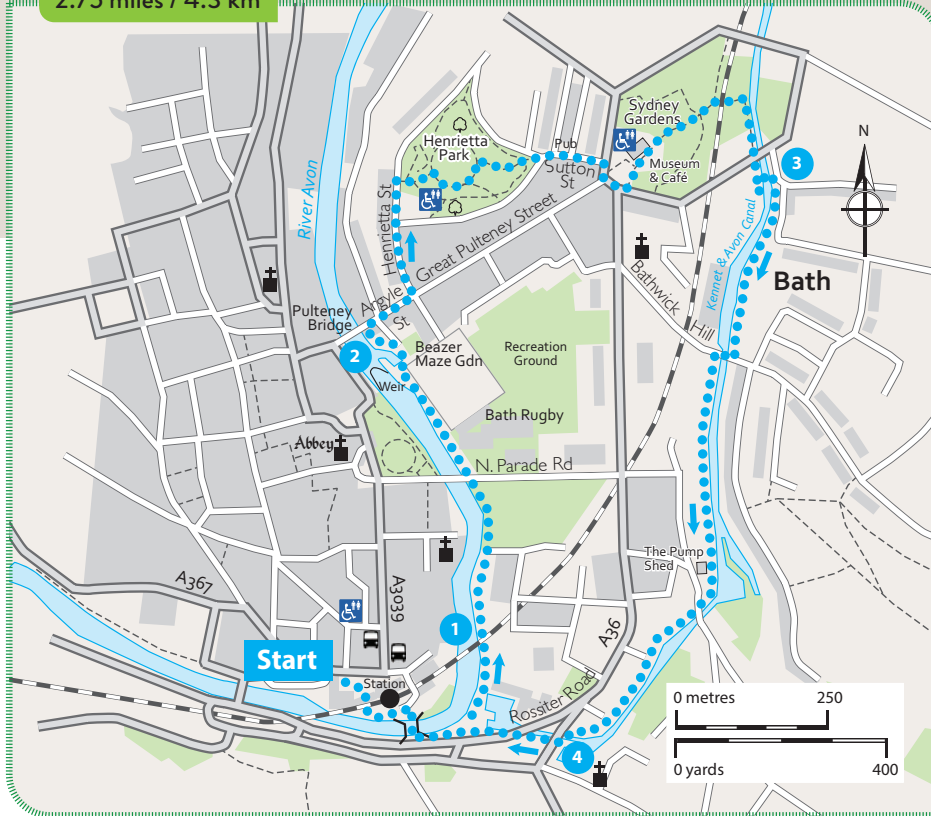 2.75 miles / 4.3 km
River Avon
Henrietta
Park
Sydney
Gardens
Pub
Sutton
St
Museum
& Café
3
N
Henrietta St
Great Pulteney Street
Kennet & Avon Canal
Bath
Bathwick
Hill
Argyle
St
Pulteney
Bridge
2
Beazer
Maze Gdn
Recreation
Ground
Weir
Bath Rugby
Abbey
N. Parade Rd
The Pump
Shed
A367
A3039
1
A36
Start
Station
Rossiter Road
4
0 metres 250
0 yards 400